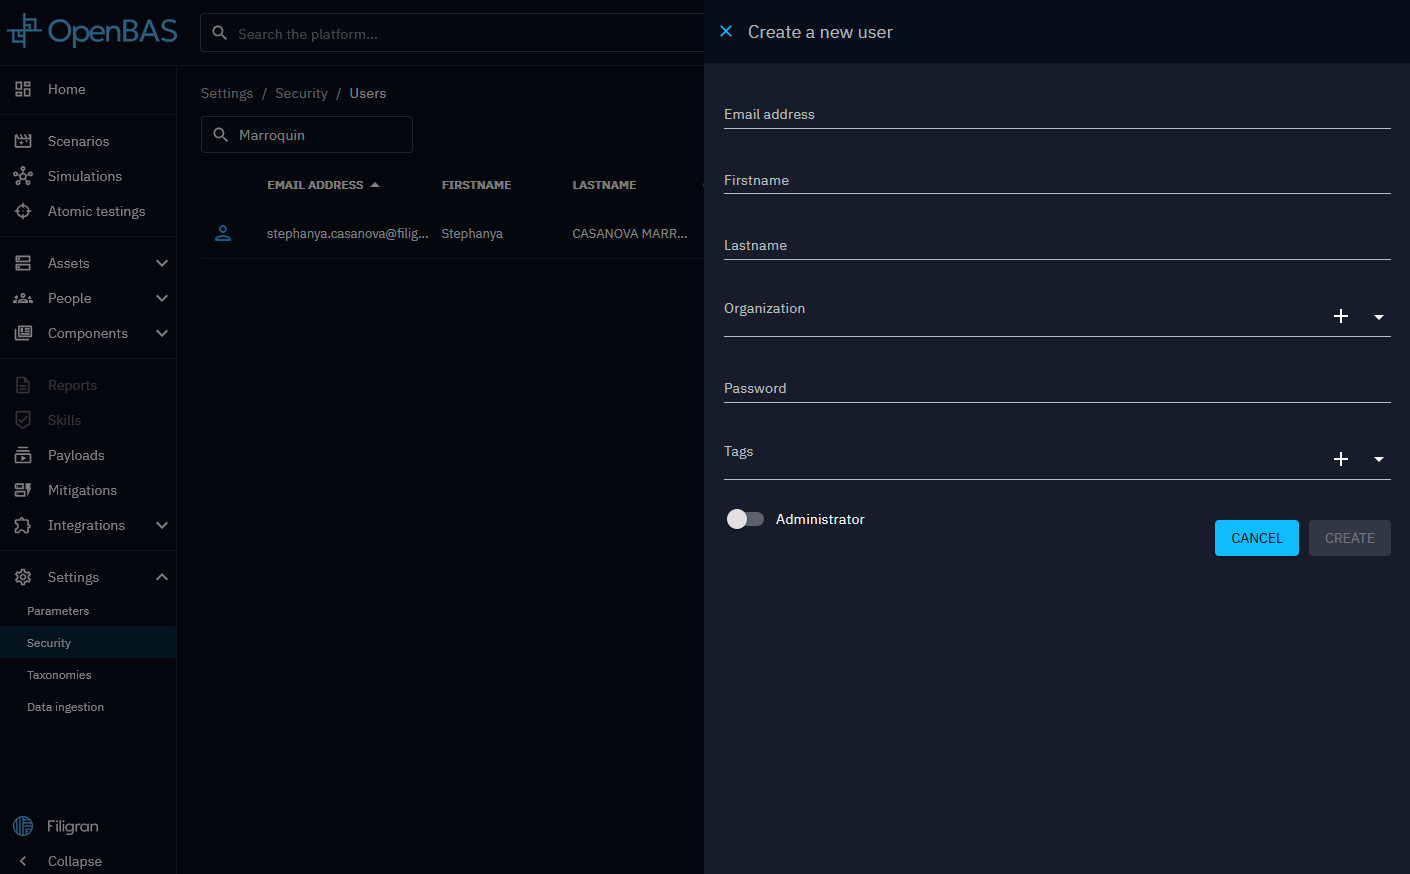 OpenBAS
Search the platform...
Create a new user
Home
Scenarios
Simulations
Atomic testings
Assets
People
Components
Reports
Skills
Payloads
Mitigations
Integrations
Settings
Parameters
Security
Taxonomies
Data ingestion
Filigran
Collapse
Settings / Security / Users
Marroquin
EMAIL ADDRESS FIRSTNAME LASTNAME
stephanya.casanova@filig... Stephanya CASANOVA MARR...
Email address
Firstname
Lastname
Organization
Password
Tags
Administrator
CANCEL CREATE